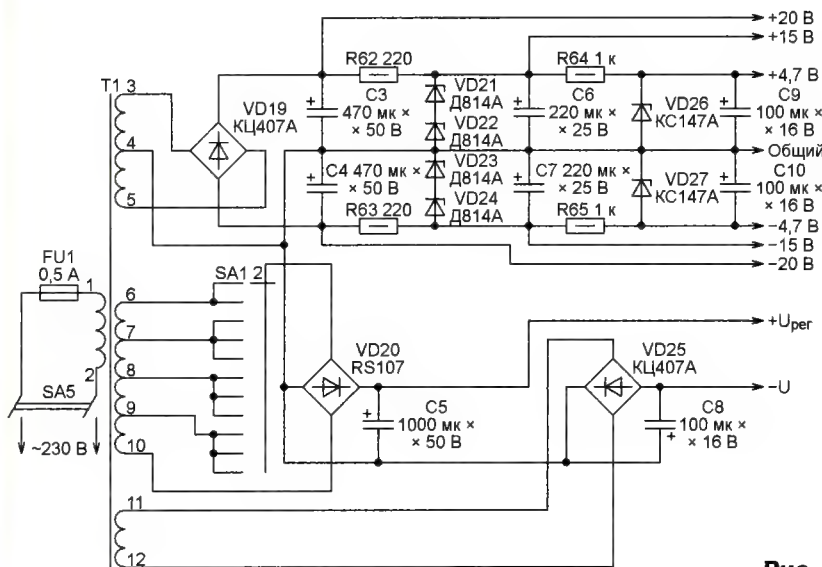 +20 В
+15 В
R62 220
R64 1 к
+4,7 В
T1 3
VD19
КЦ407А
C3
470 мк ×
× 50 В
VD21
Д814А
VD22
Д814А
C6
220 мк ×
× 25 В
VD26
КС147А
C9
100 мк ×
× 16 В
4
Общий
C4 470 мк ×
× 50 В
VD23
Д814А
VD24
Д814А
C7 220 мк ×
× 25 В
VD27
КС147А
C10
100 мк ×
× 16 В
5
R63 220
R65 1 к
−4,7 В
−15 В
−20 В
FU1
0,5 А
1
6
SA1 2
7
+Uрег
2
8
VD20
RS107
VD25
КЦ407А
−U
SA5
9
C5
1000 мк ×
× 50 В
C8
100 мк ×
× 16 В
~230 В
10
11
12